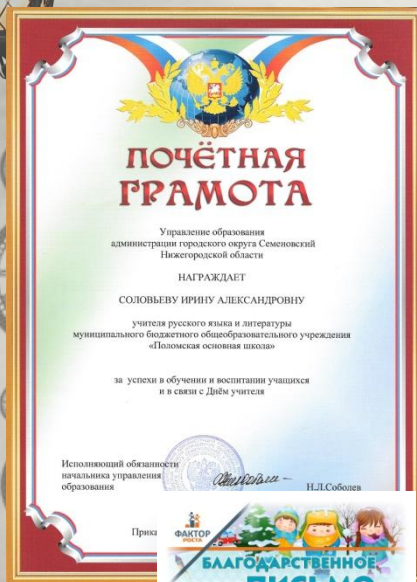 ПОЧЁТНАЯ
ГРАМОТА
Управление образования
администрации городского округа Семеновский
Нижегородской области
НАГРАЖДАЕТ
СОЛОВЬЕВУ ИРИНУ АЛЕКСАНДРОВНУ
учителя русского языка и литературы
муниципального бюджетного общеобразовательного учреждения
«Поломская основная школа»
за успехи в обучении и воспитании учащихся
и в связи с Днём учителя
Исполняющий обязанности
начальника управления
образования
Н.Л.Соболев
ФАКТОР
РОСТА
БЛАГОДАРСТВЕННОЕ
ПИСЬМО